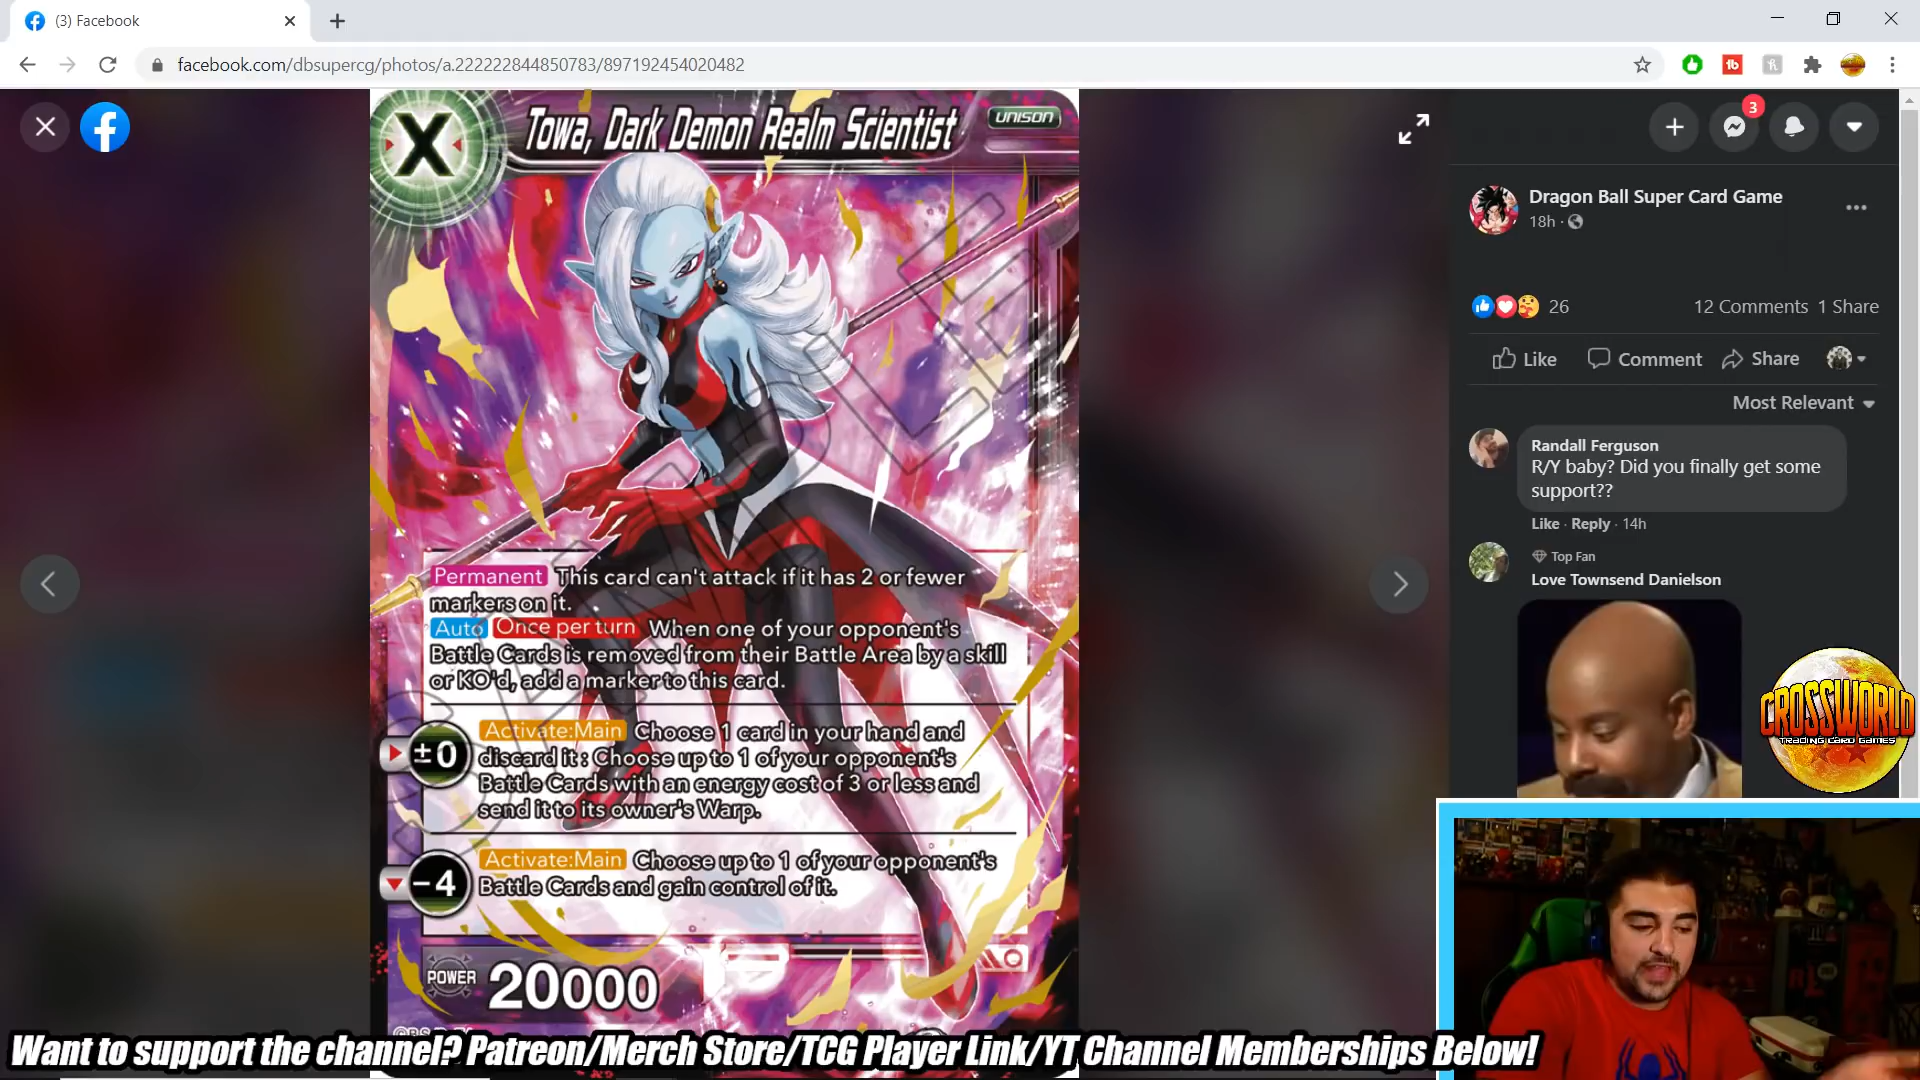 (3) Facebook
facebook.com/dbsupercg/photos/a.222222844850783/897192454020482
X
Towa, Dark Demon Realm Scientist
UNISON
3
Dragon Ball Super Card Game
18h ·
26
12 Comments 1 Share
Like Comment Share
Most Relevant
Randall Ferguson
R/Y baby? Did you finally get some
support??
Like · Reply · 14h
Top Fan
Love Townsend Danielson
SAMPLE
Permanent This card can't attack if it has 2 or fewer
markers on it.
Auto Once per turn When one of your opponent's
Battle Cards is removed from their Battle Area by a skill
or KO'd, add a marker to this card.
±0
Activate:Main Choose 1 card in your hand and
discard it: Choose up to 1 of your opponent's
Battle Cards with an energy cost of 3 or less and
send it to its owner's Warp.
-4
Activate:Main Choose up to 1 of your opponent's
Battle Cards and gain control of it.
POWER 20000
CROSSWORLD
TRADING CARD GAMES
Want to support the channel? Patreon/Merch Store/TCG Player Link/YT Channel Memberships Below!